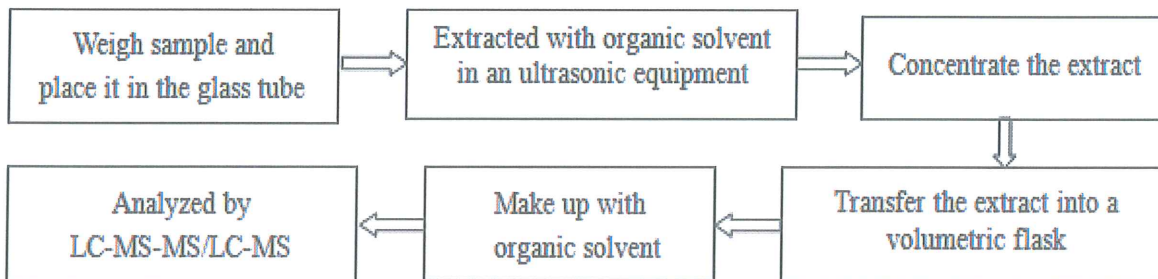 Weigh sample and
place it in the glass tube
Extracted with organic solvent
in an ultrasonic equipment
Concentrate the extract
Transfer the extract into a
volumetric flask
Make up with
organic solvent
Analyzed by
LC-MS-MS/LC-MS